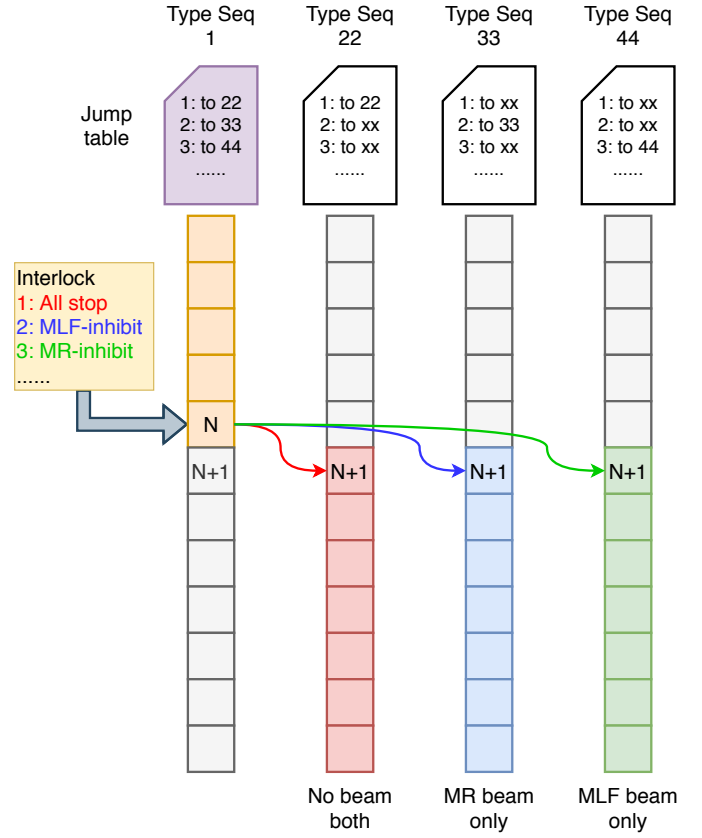 Type Seq
1
Type Seq
22
Type Seq
33
Type Seq
44
Jump
table
1: to 22
2: to 33
3: to 44
......
1: to 22
2: to xx
3: to xx
......
1: to xx
2: to 33
3: to xx
......
1: to xx
2: to xx
3: to 44
......
Interlock
1: All stop
2: MLF-inhibit
3: MR-inhibit
......
N
N+1
N+1
N+1
N+1
No beam
both
MR beam
only
MLF beam
only